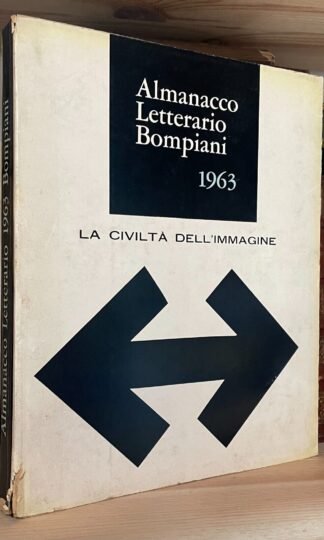 Almanacco
Letterario
Bompiani
1963
LA CIVILTÀ DELL'IMMAGINE
Almanacco Letterario 1963 Bompiani